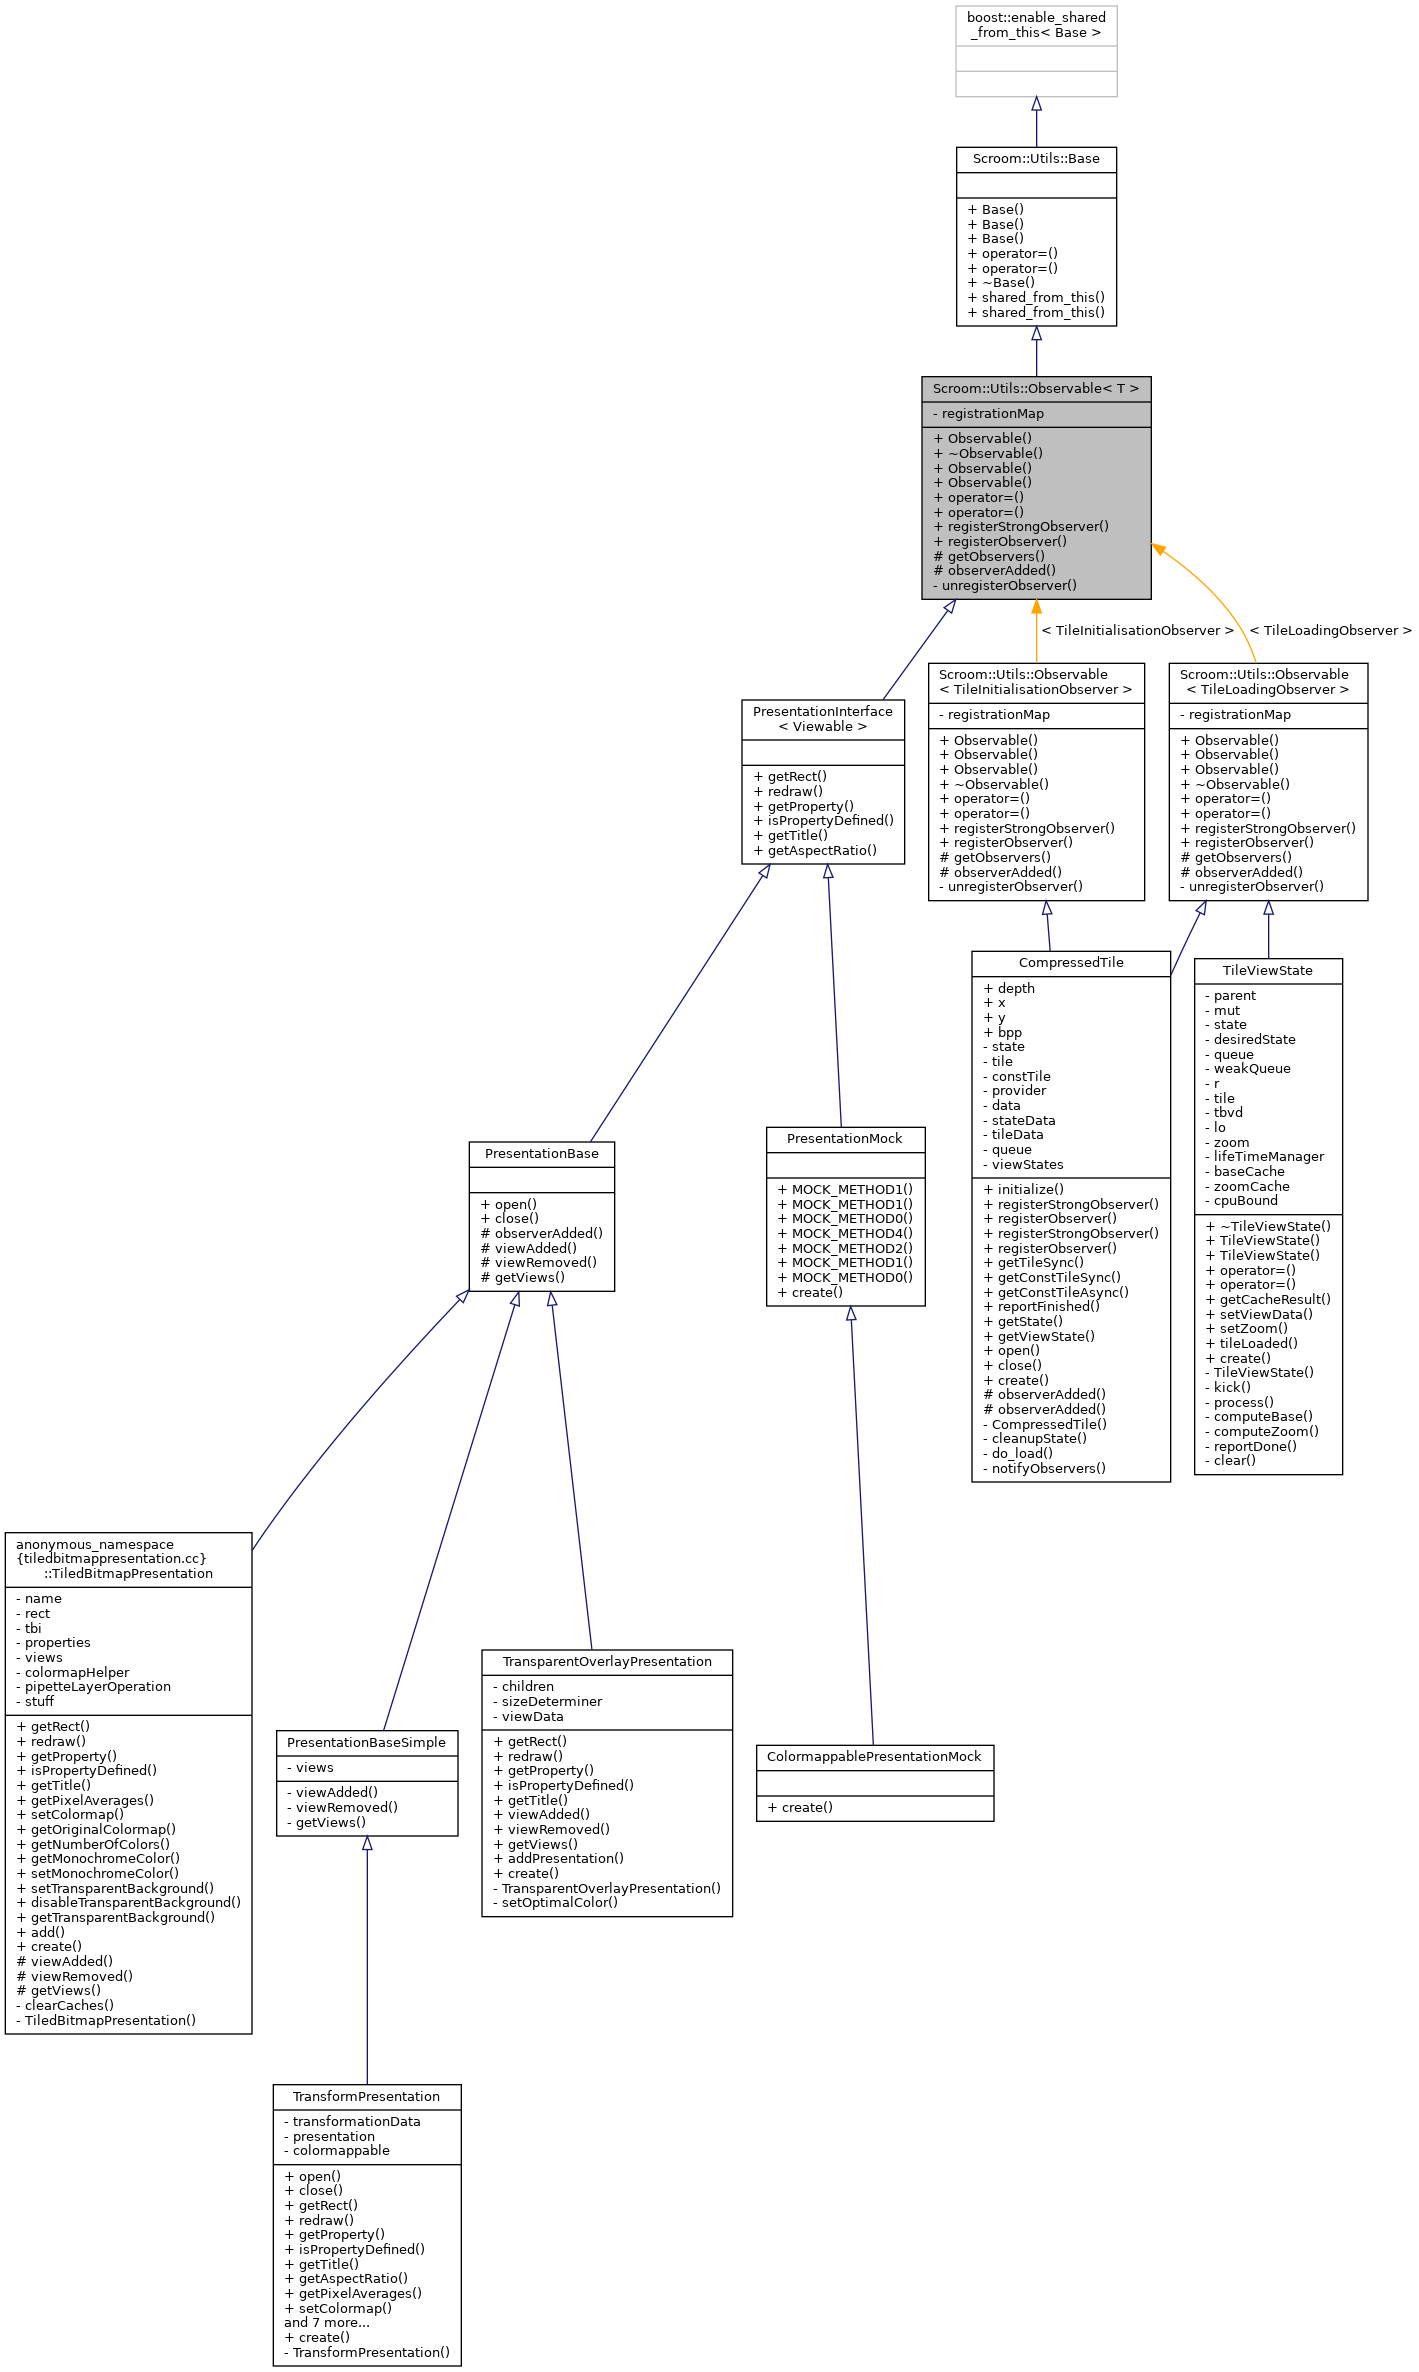 boost::enable_shared
_from_this< Base >
Scroom::Utils::Base
+ Base()
+ Base()
+ Base()
+ operator=()
+ operator=()
+ ~Base()
+ shared_from_this()
+ shared_from_this()
Scroom::Utils::Observable< T >
- registrationMap
+ Observable()
+ ~Observable()
+ Observable()
+ Observable()
+ operator=()
+ operator=()
+ registerStrongObserver()
+ registerObserver()
# getObservers()
# observerAdded()
- unregisterObserver()
< TileInitialisationObserver >
< TileLoadingObserver >
PresentationInterface
< Viewable >
+ getRect()
+ redraw()
+ getProperty()
+ isPropertyDefined()
+ getTitle()
+ getAspectRatio()
Scroom::Utils::Observable
< TileInitialisationObserver >
- registrationMap
+ Observable()
+ Observable()
+ Observable()
+ ~Observable()
+ operator=()
+ operator=()
+ registerStrongObserver()
+ registerObserver()
# getObservers()
# observerAdded()
- unregisterObserver()
Scroom::Utils::Observable
< TileLoadingObserver >
- registrationMap
+ Observable()
+ Observable()
+ Observable()
+ ~Observable()
+ operator=()
+ operator=()
+ registerStrongObserver()
+ registerObserver()
# getObservers()
# observerAdded()
- unregisterObserver()
CompressedTile
+ depth
+ x
+ y
+ bpp
- state
- tile
- constTile
- provider
- data
- stateData
- tileData
- queue
- viewStates
+ initialize()
+ registerStrongObserver()
+ registerObserver()
+ registerStrongObserver()
+ registerObserver()
+ getTileSync()
+ getConstTileSync()
+ getConstTileAsync()
+ reportFinished()
+ getState()
+ getViewState()
+ open()
+ close()
+ create()
# observerAdded()
# observerAdded()
- CompressedTile()
- cleanupState()
- do_load()
- notifyObservers()
TileViewState
- parent
- mut
- state
- desiredState
- queue
- weakQueue
- r
- tile
- tbvd
- lo
- zoom
- lifeTimeManager
- baseCache
- zoomCache
- cpuBound
+ ~TileViewState()
+ TileViewState()
+ TileViewState()
+ operator=()
+ operator=()
+ getCacheResult()
+ setViewData()
+ setZoom()
+ tileLoaded()
+ create()
- TileViewState()
- kick()
- process()
- computeBase()
- computeZoom()
- reportDone()
- clear()
PresentationBase
+ open()
+ close()
# observerAdded()
# viewAdded()
# viewRemoved()
# getViews()
PresentationMock
+ MOCK_METHOD1()
+ MOCK_METHOD1()
+ MOCK_METHOD0()
+ MOCK_METHOD4()
+ MOCK_METHOD2()
+ MOCK_METHOD1()
+ MOCK_METHOD0()
+ create()
anonymous_namespace
{tiledbitmappresentation.cc}
::TiledBitmapPresentation
- name
- rect
- tbi
- properties
- views
- colormapHelper
- pipetteLayerOperation
- stuff
+ getRect()
+ redraw()
+ getProperty()
+ isPropertyDefined()
+ getTitle()
+ getPixelAverages()
+ setColormap()
+ getOriginalColormap()
+ getNumberOfColors()
+ getMonochromeColor()
+ setMonochromeColor()
+ setTransparentBackground()
+ disableTransparentBackground()
+ getTransparentBackground()
+ add()
+ create()
# viewAdded()
# viewRemoved()
# getViews()
- clearCaches()
- TiledBitmapPresentation()
PresentationBaseSimple
- views
- viewAdded()
- viewRemoved()
- getViews()
TransparentOverlayPresentation
- children
- sizeDeterminer
- viewData
+ getRect()
+ redraw()
+ getProperty()
+ isPropertyDefined()
+ getTitle()
+ viewAdded()
+ viewRemoved()
+ getViews()
+ addPresentation()
+ create()
- TransparentOverlayPresentation()
- setOptimalColor()
ColormappablePresentationMock
+ create()
TransformPresentation
- transformationData
- presentation
- colormappable
+ open()
+ close()
+ getRect()
+ redraw()
+ getProperty()
+ isPropertyDefined()
+ getTitle()
+ getAspectRatio()
+ getPixelAverages()
+ setColormap()
and 7 more...
+ create()
- TransformPresentation()